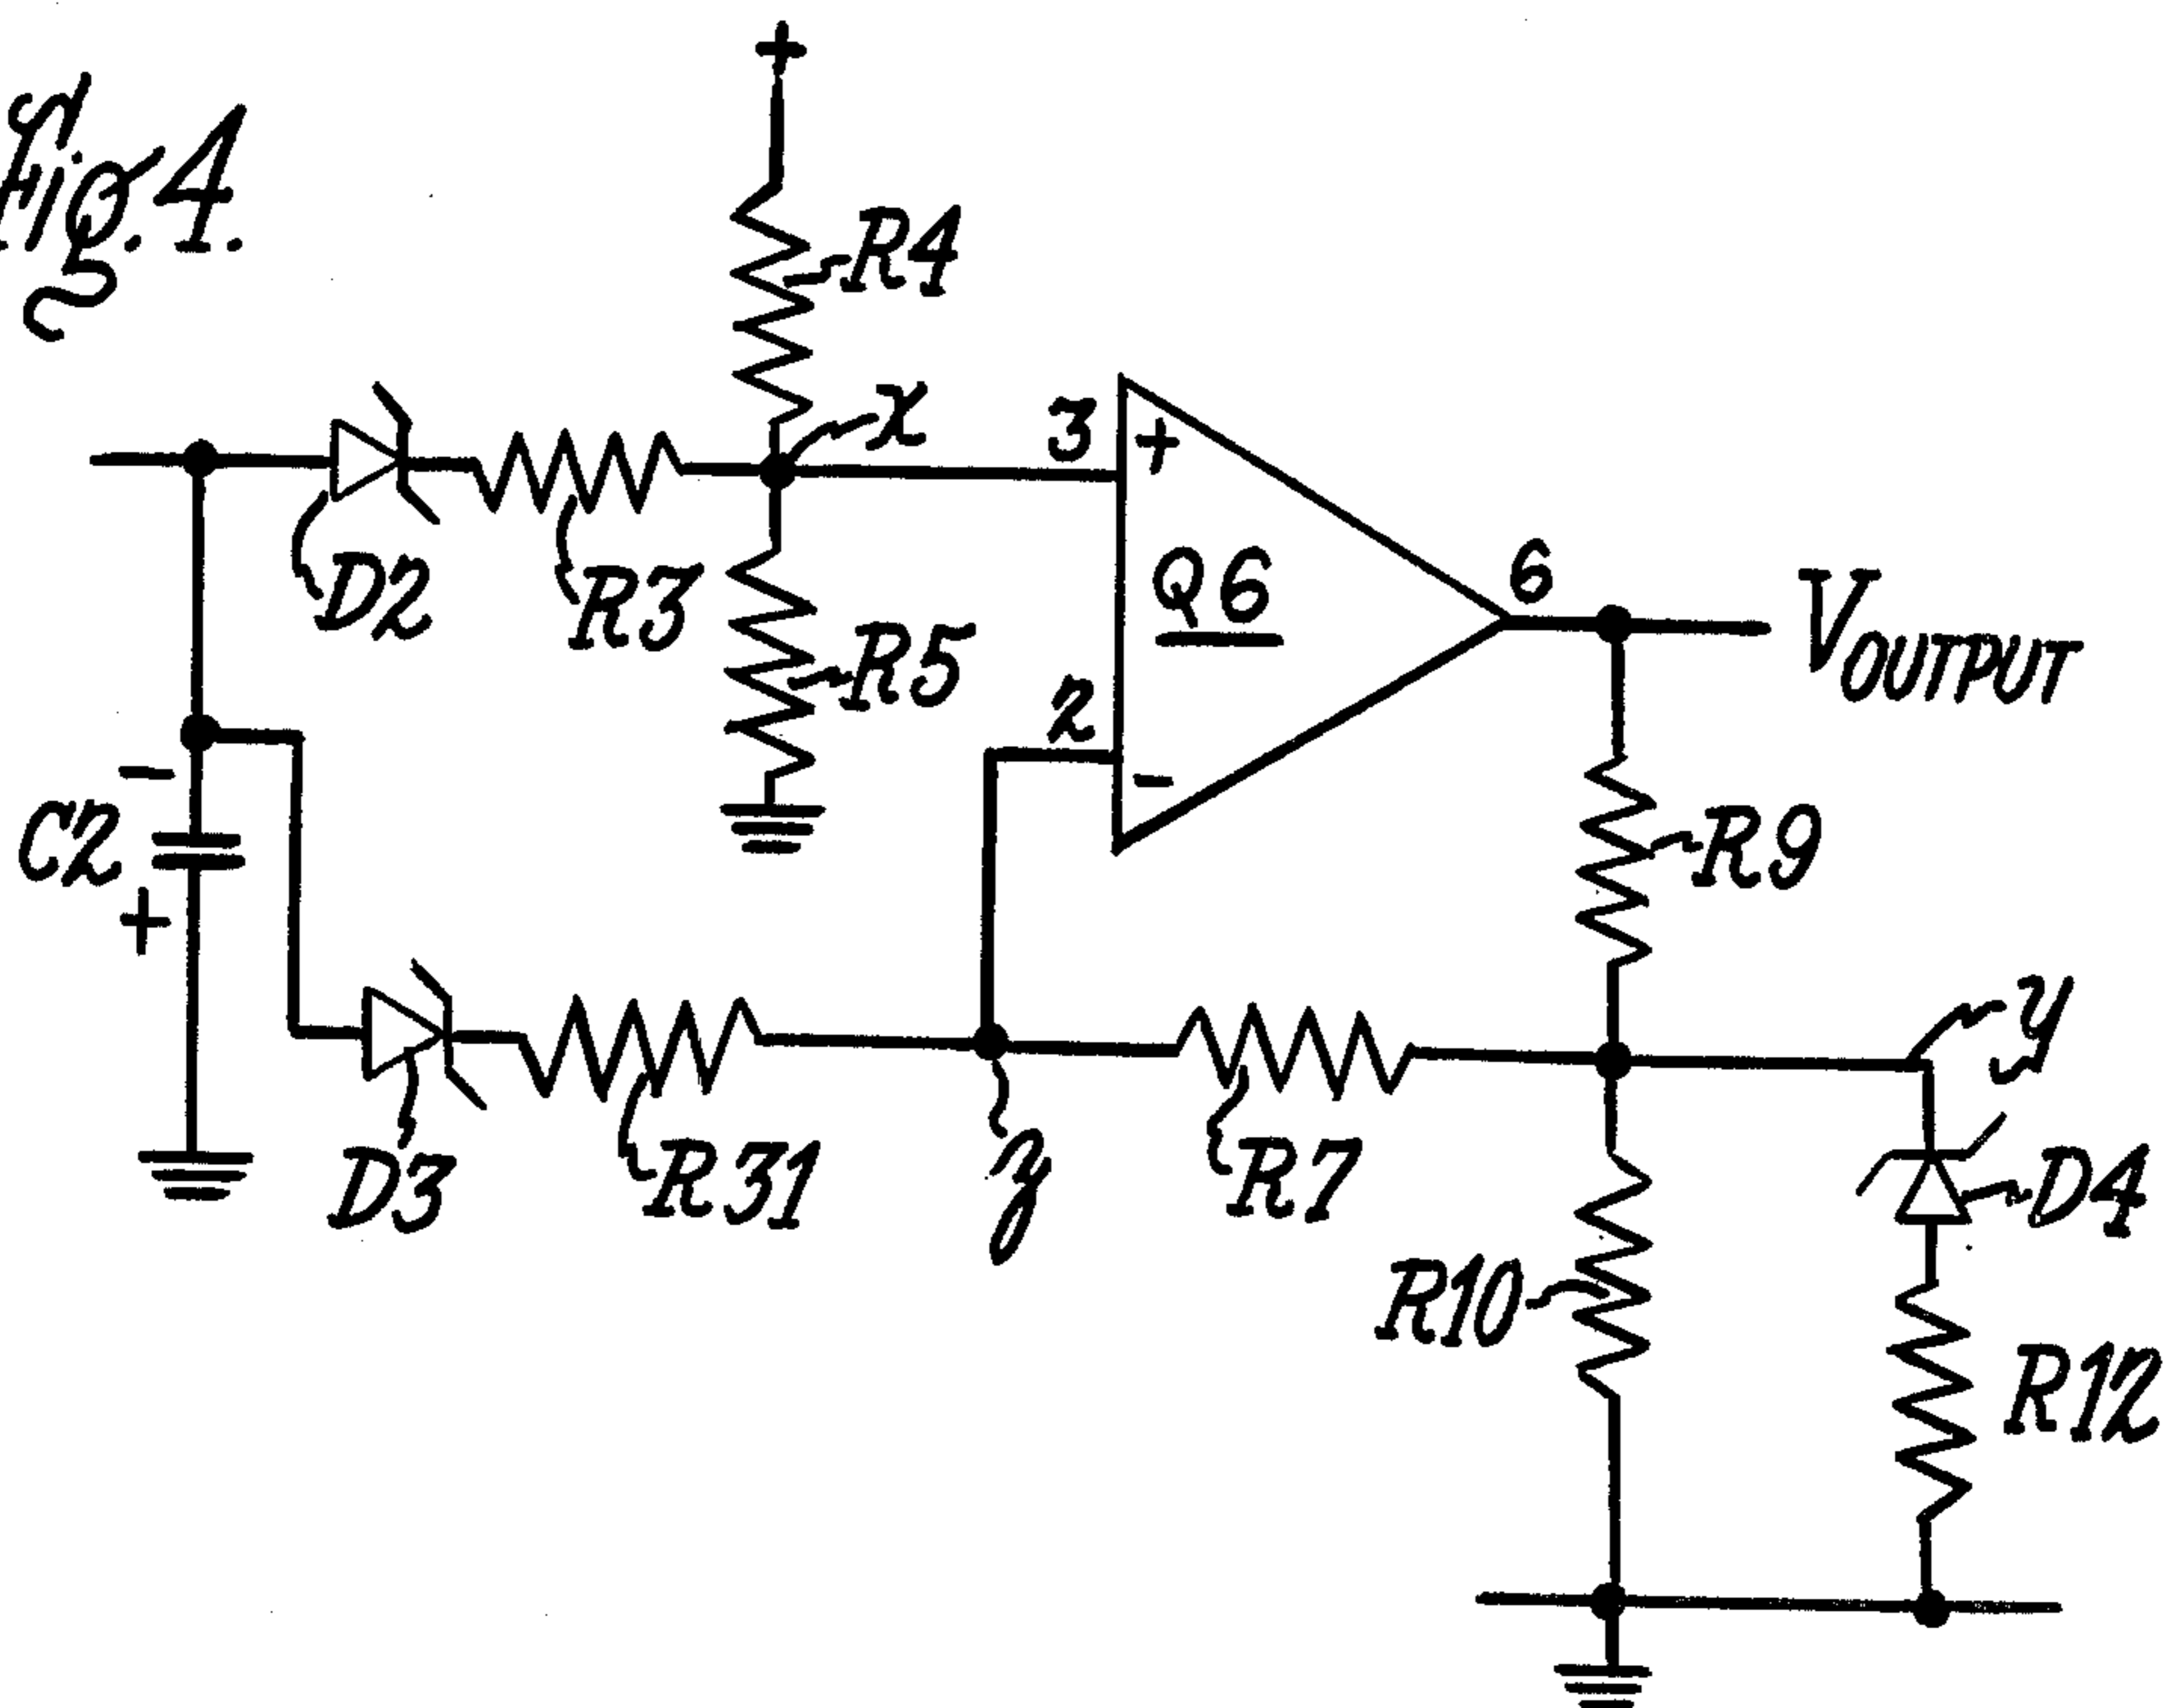 Fig. 4.
+
R4
X
3
+
D2
R3
Q6
6
VOUTPUT
R5
2
-
-
C2
+
R9
y
D3
R31
z
R7
D4
R10
R12